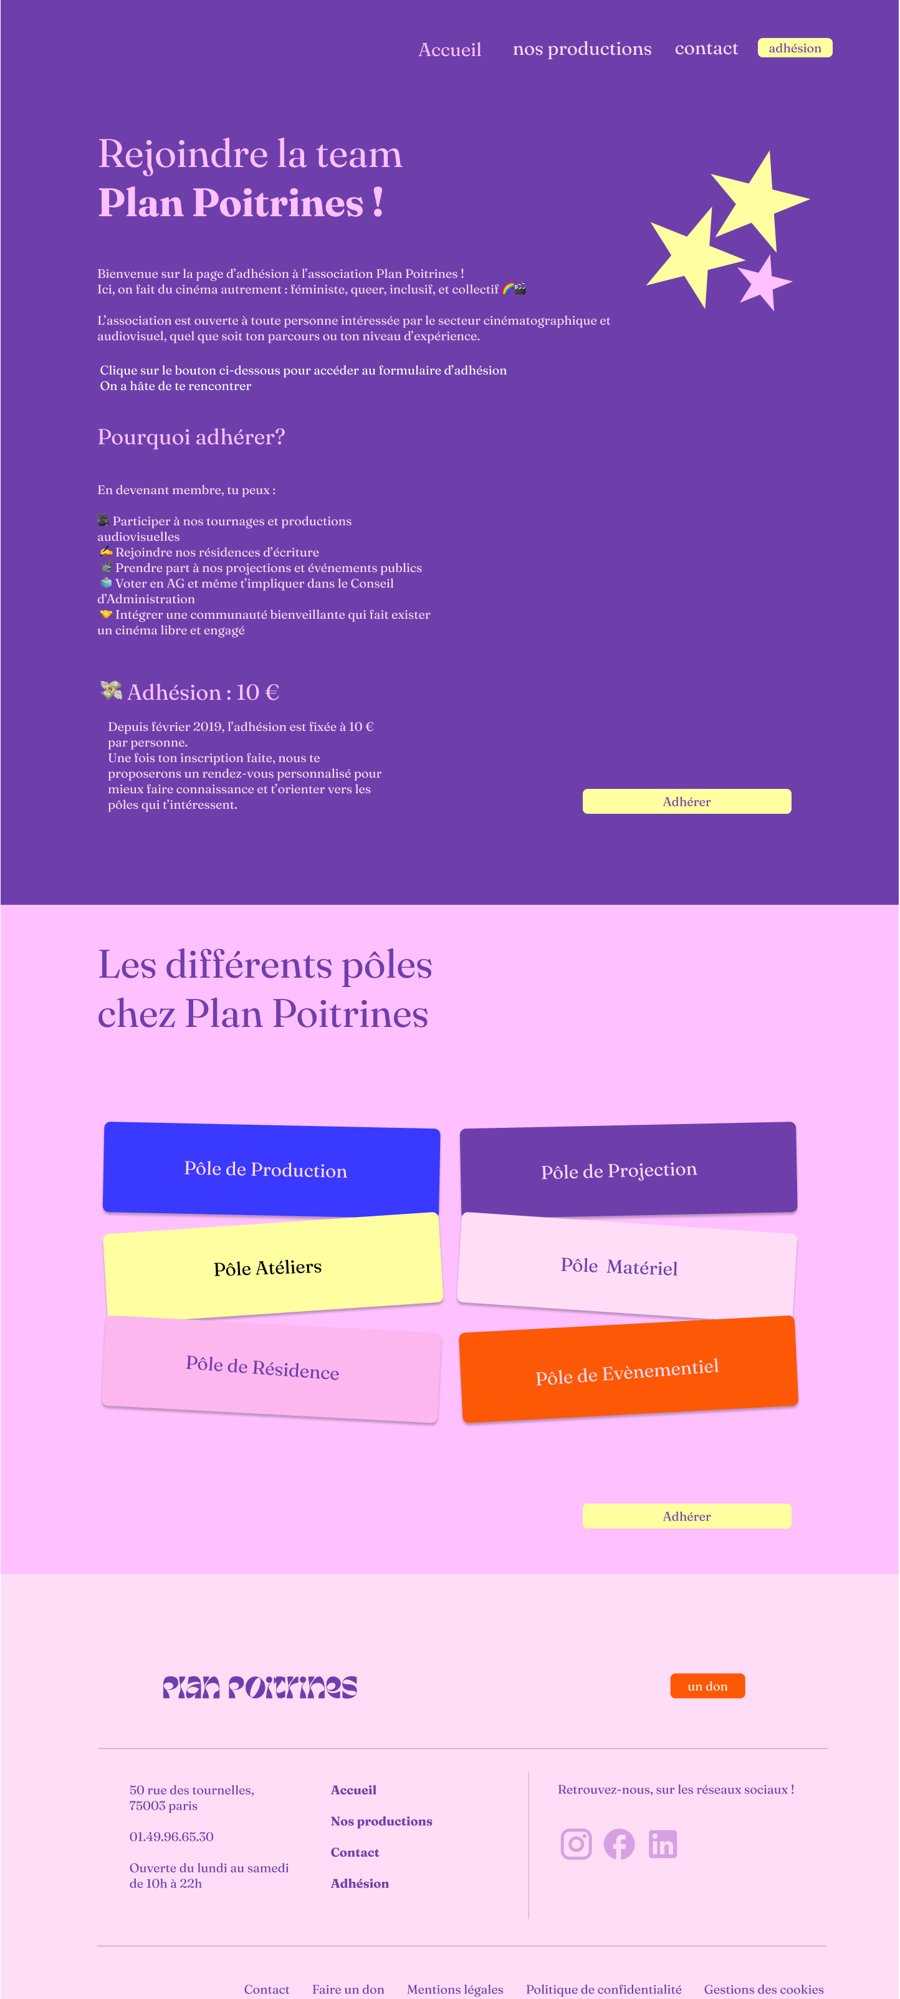 Accueil nos productions contact adhésion
Rejoindre la team
Plan Poitrines !
Bienvenue sur la page d'adhésion à l'association Plan Poitrines !
Ici, on fait du cinéma autrement : féministe, queer, inclusif, et collectif 🌈🎬
L'association est ouverte à toute personne intéressée par le secteur cinématographique et
audiovisuel, quel que soit ton parcours ou ton niveau d'expérience.
Clique sur le bouton ci-dessous pour accéder au formulaire d'adhésion
On a hâte de te rencontrer
Pourquoi adhérer?
En devenant membre, tu peux :
🎥 Participer à nos tournages et productions
audiovisuelles
✍️ Rejoindre nos résidences d'écriture
Prendre part à nos projections et événements publics
🗳️ Voter en AG et même t'impliquer dans le Conseil
d'Administration
🤝 Intégrer une communauté bienveillante qui fait exister
un cinéma libre et engagé
💸 Adhésion : 10 €
Depuis février 2019, l'adhésion est fixée à 10 €
par personne.
Une fois ton inscription faite, nous te
proposerons un rendez-vous personnalisé pour
mieux faire connaissance et t'orienter vers les
pôles qui t'intéressent.
Adhérer
Les différents pôles
chez Plan Poitrines
Pôle de Production
Pôle de Projection
Pôle Atéliers
Pôle Matériel
Pôle de Résidence
Pôle de Evènementiel
Adhérer
Plan Poitrines
un don
50 rue des tournelles,
75003 paris
01.49.96.65.30
Ouverte du lundi au samedi
de 10h à 22h
Accueil
Nos productions
Contact
Adhésion
Retrouvez-nous, sur les réseaux sociaux !
Contact Faire un don Mentions légales Politique de confidentialité Gestions des cookies